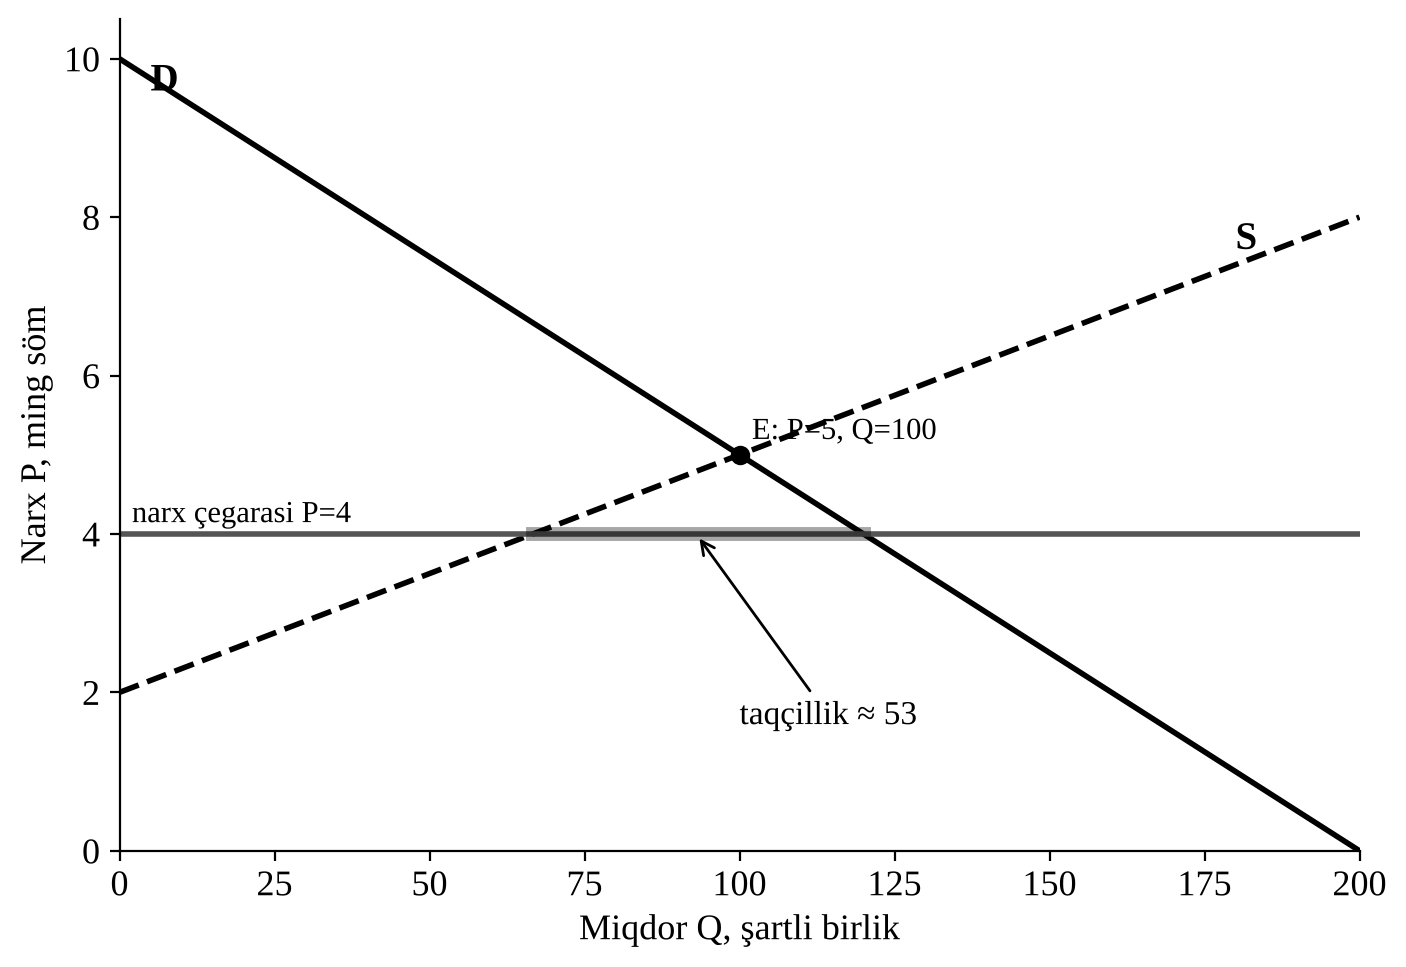 10
D
8
S
6
E: P=5, Q=100
narx çegarasi P=4
4
taqçillik ≈ 53
2
0
0 25 50 75 100 125 150 175 200
Miqdor Q, şartli birlik
Narx P, ming söm